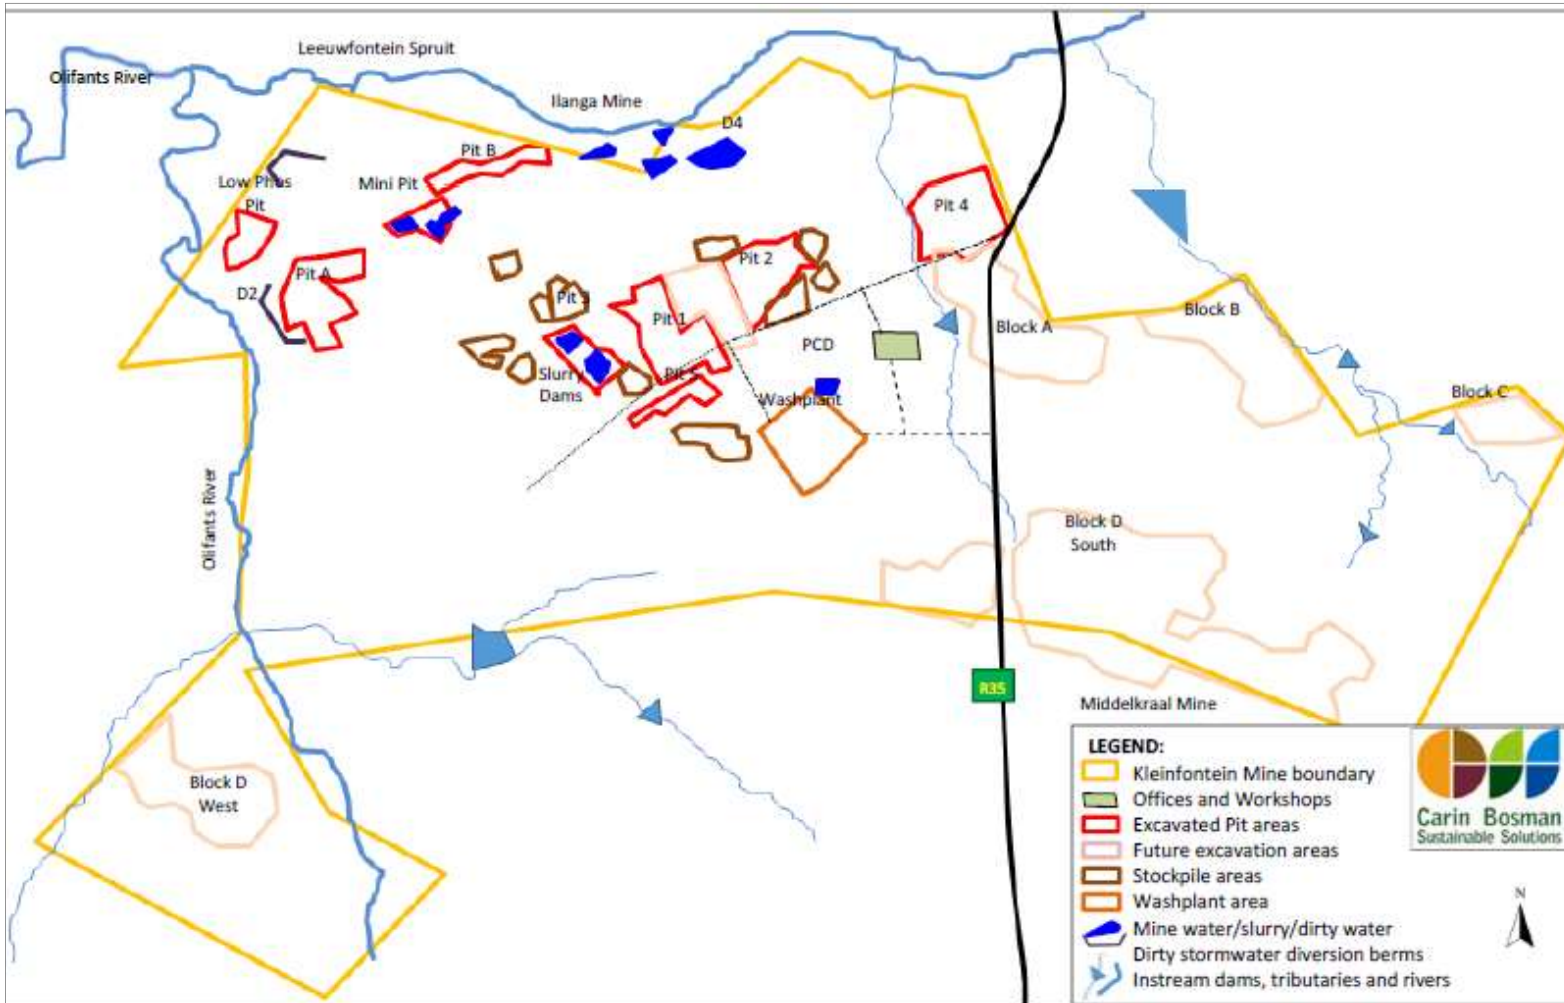 Leeuwfontein Spruit
Olifants River
Ilanga Mine
D4
Pit B
Low Phos
Pit
Mini Pit
Pit 4
Pit A
D2
Pit 2
Pit 3
Pit 1
Block A
Block B
PCD
Slurry
Dams
Pit 5
Washplant
Block C
Olifants River
Block D
South
R35
Middelkraal Mine
Block D
West
LEGEND:
Kleinfontein Mine boundary
Offices and Workshops
Excavated Pit areas
Future excavation areas
Stockpile areas
Washplant area
Mine water/slurry/dirty water
Dirty stormwater diversion berms
Instream dams, tributaries and rivers
Carin Bosman
Sustainable Solutions
N